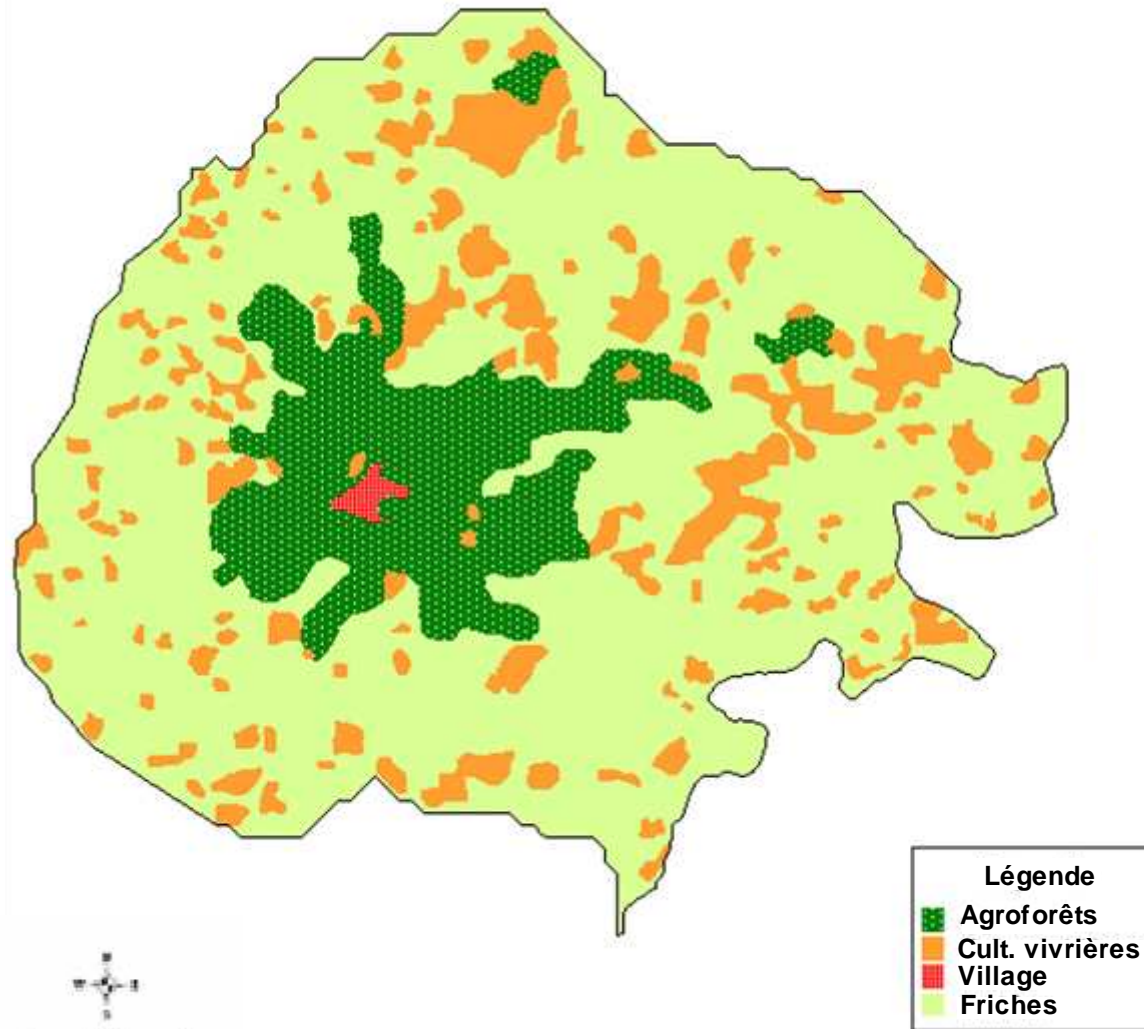 Légende
Agroforêts
Cult. vivrières
Village
Friches
W
S